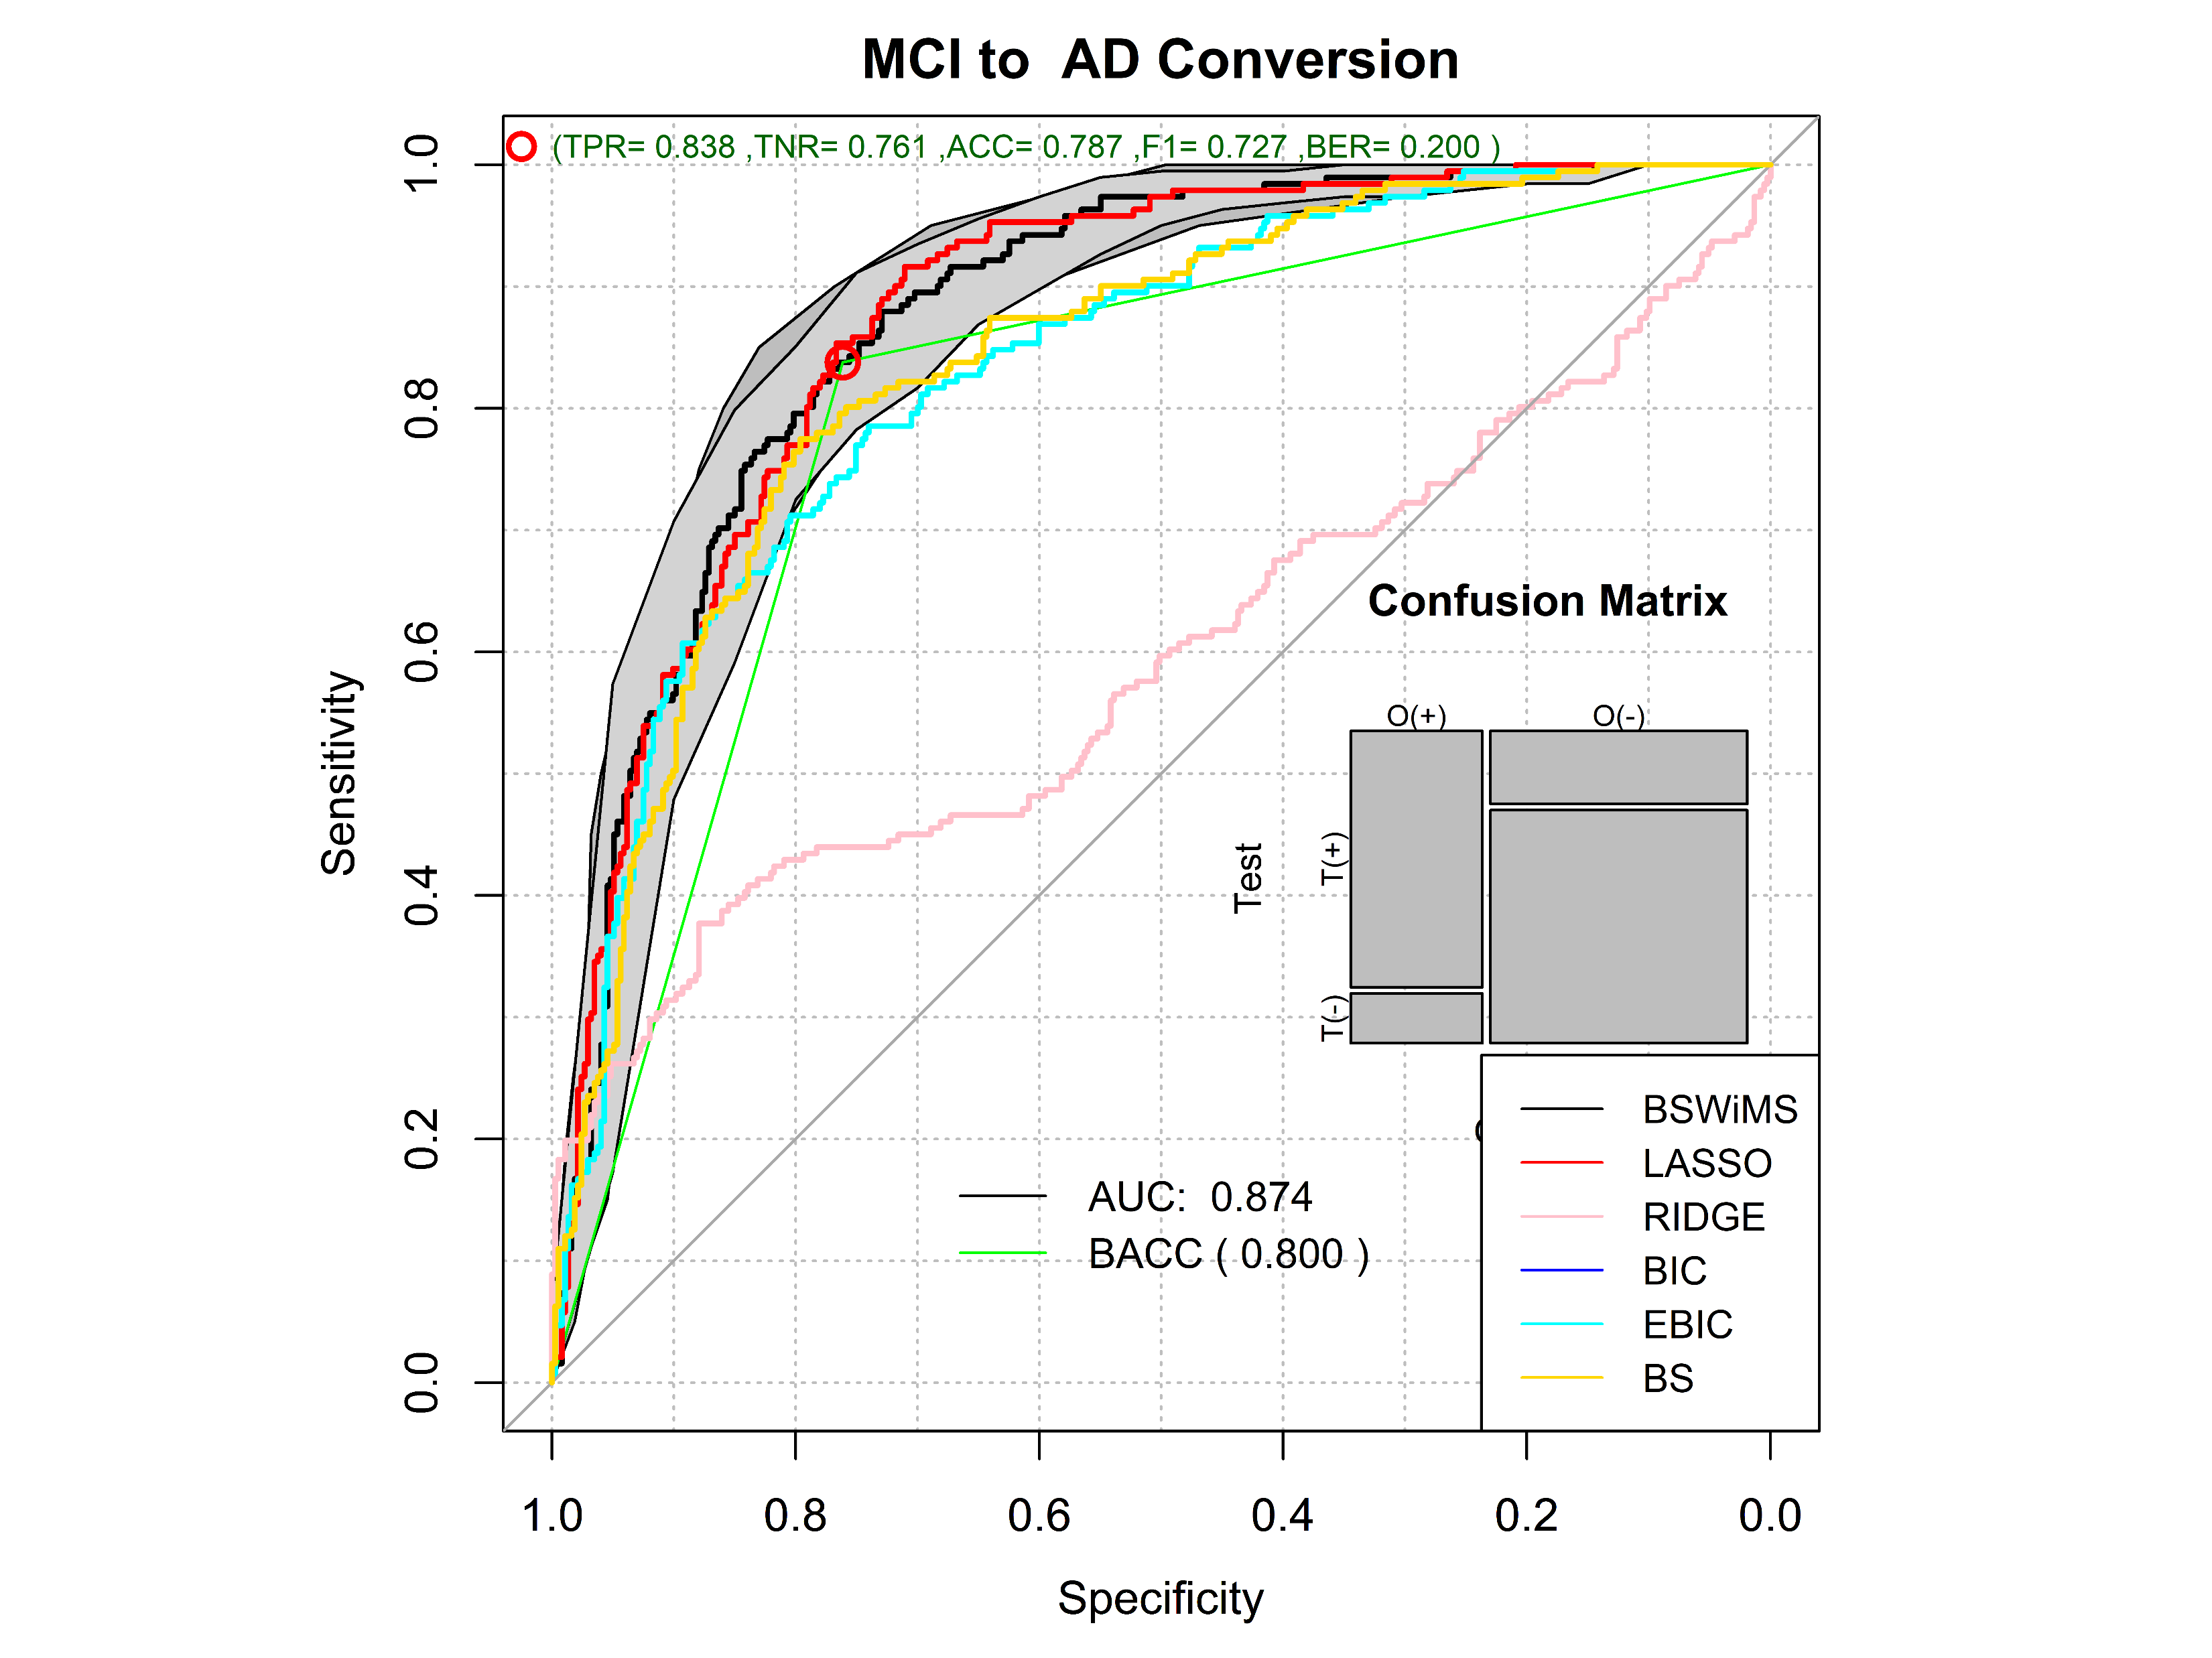 MCI to  AD Conversion
(TPR= 0.838 ,TNR= 0.761 ,ACC= 0.787 ,F1= 0.727 ,BER= 0.200 )
Sensitivity
0.0
0.2
0.4
0.6
0.8
1.0
Confusion Matrix
O(+) O(-)
Test
T(+)
T(-)
AUC:  0.874
BACC ( 0.800 )
BSWiMS
LASSO
RIDGE
BIC
EBIC
BS
1.0 0.8 0.6 0.4 0.2 0.0
Specificity